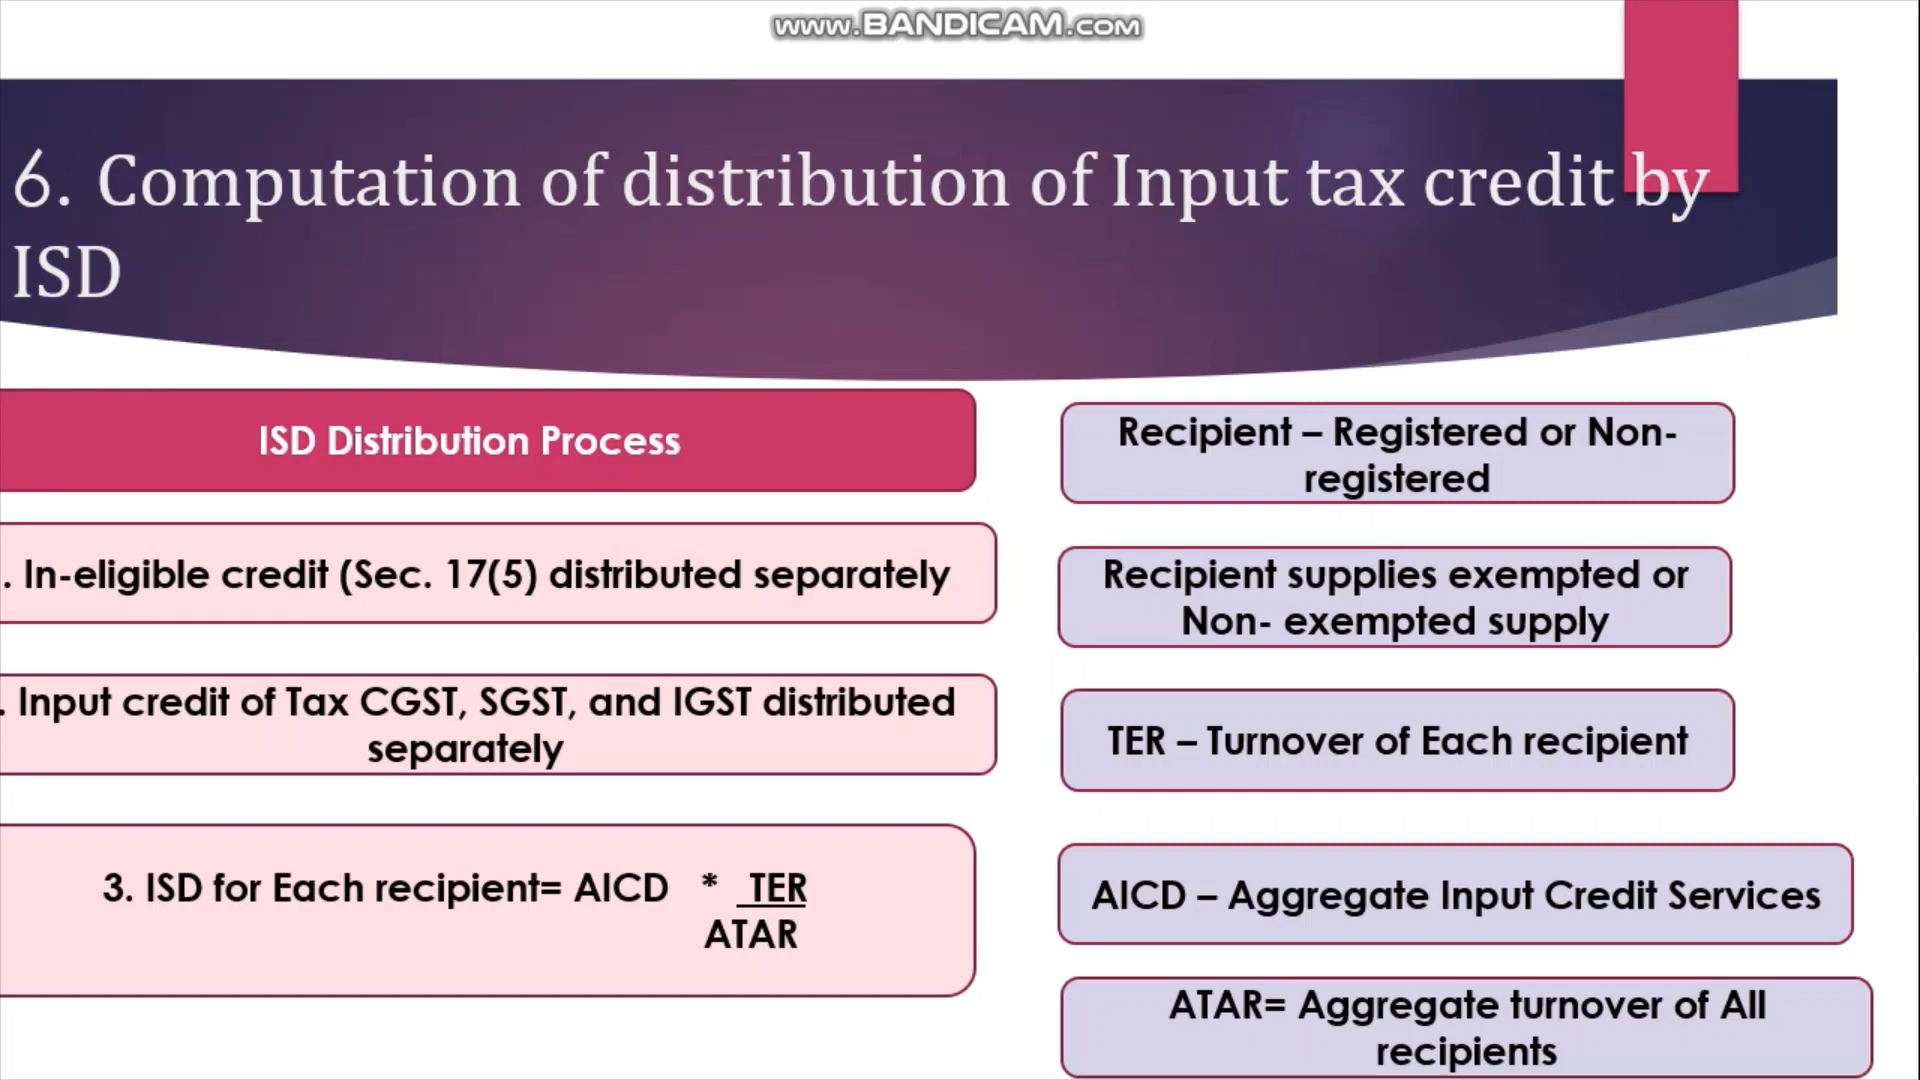 www.BANDICAM.com
6. Computation of distribution of Input tax credit by
ISD
ISD Distribution Process
. In-eligible credit (Sec. 17(5) distributed separately
. Input credit of Tax CGST, SGST, and IGST distributed
separately
3. ISD for Each recipient= AICD * TER
ATAR
Recipient – Registered or Non-
registered
Recipient supplies exempted or
Non- exempted supply
TER – Turnover of Each recipient
AICD – Aggregate Input Credit Services
ATAR= Aggregate turnover of All
recipients